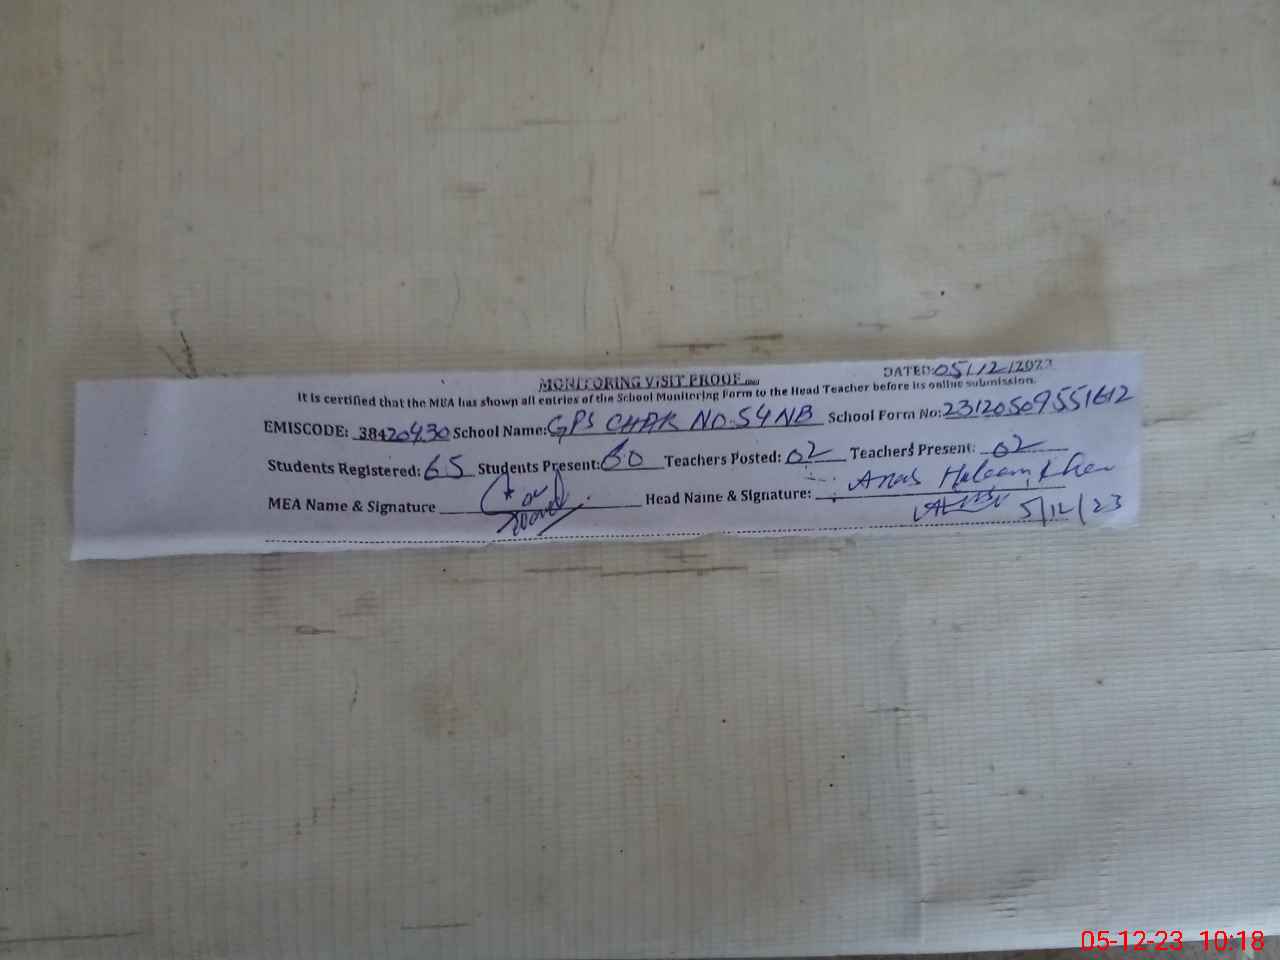 MONITORING VISIT PROOF DATED: 05/12/2023
It is certified that the MEA has shown all entries of the School Monitoring Form to the Head Teacher before its online submission.
EMISCODE: 38420430 School Name: GPS CHAK NO. 54 NB School Form No: 23120509551612
Students Registered: 65 Students Present: 60 Teachers Posted: 02 Teachers Present: 02
MEA Name & Signature Head Name & Signature: Anas Haleem Khan
5/12/23
05-12-23 10:18